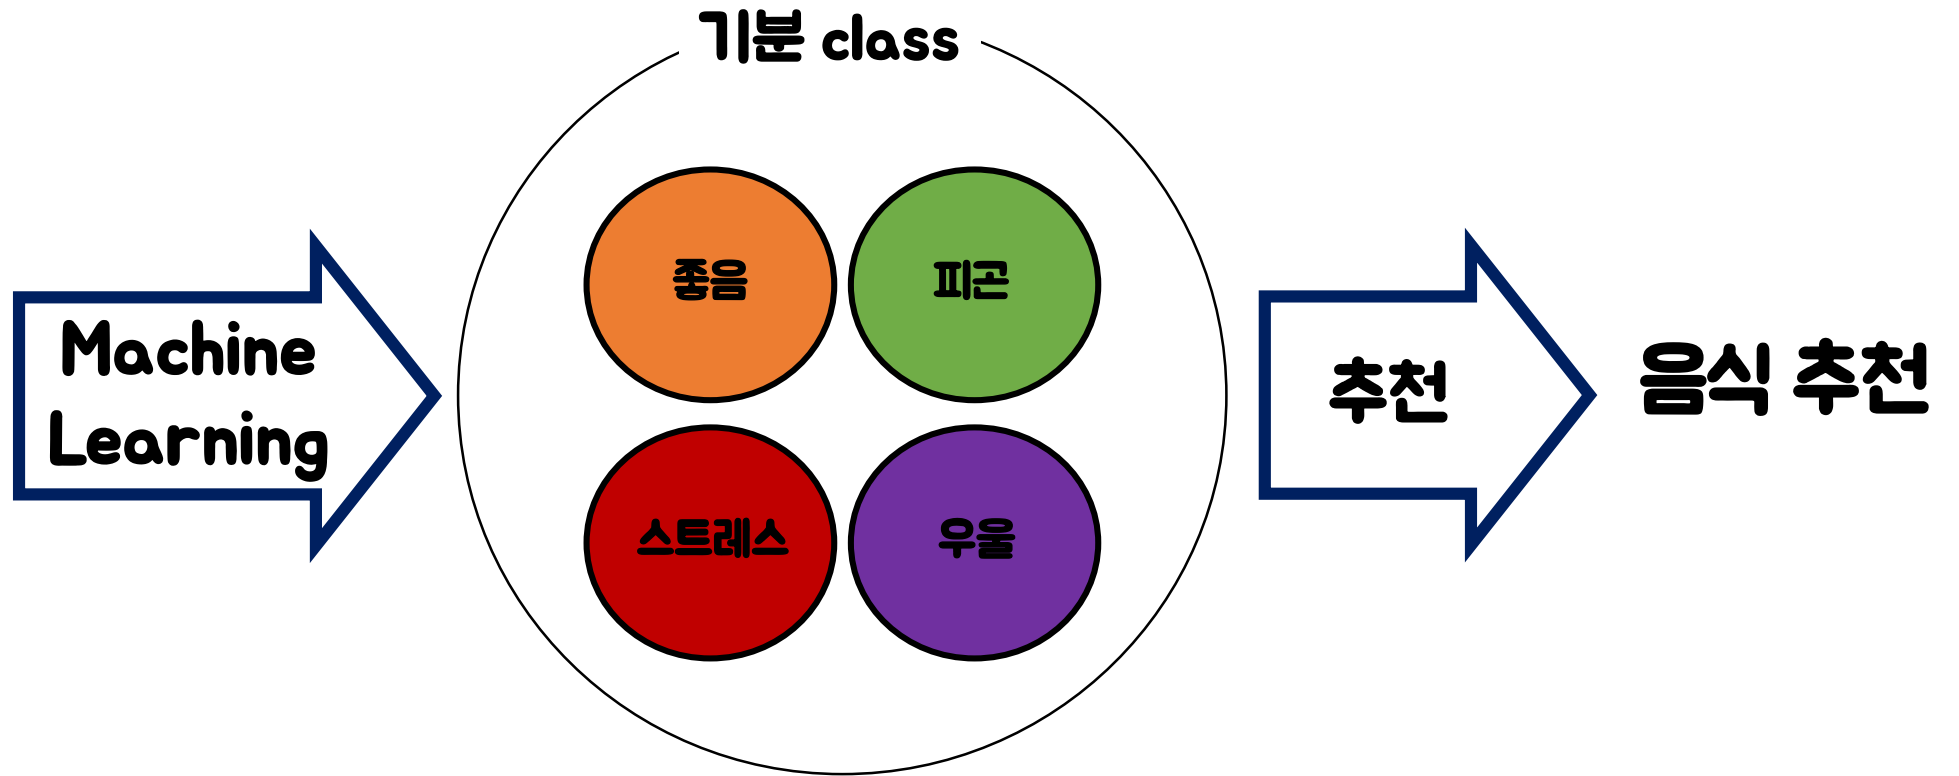 기분 class
Machine
Learning
좋음
피곤
스트레스
우울
추천
음식 추천